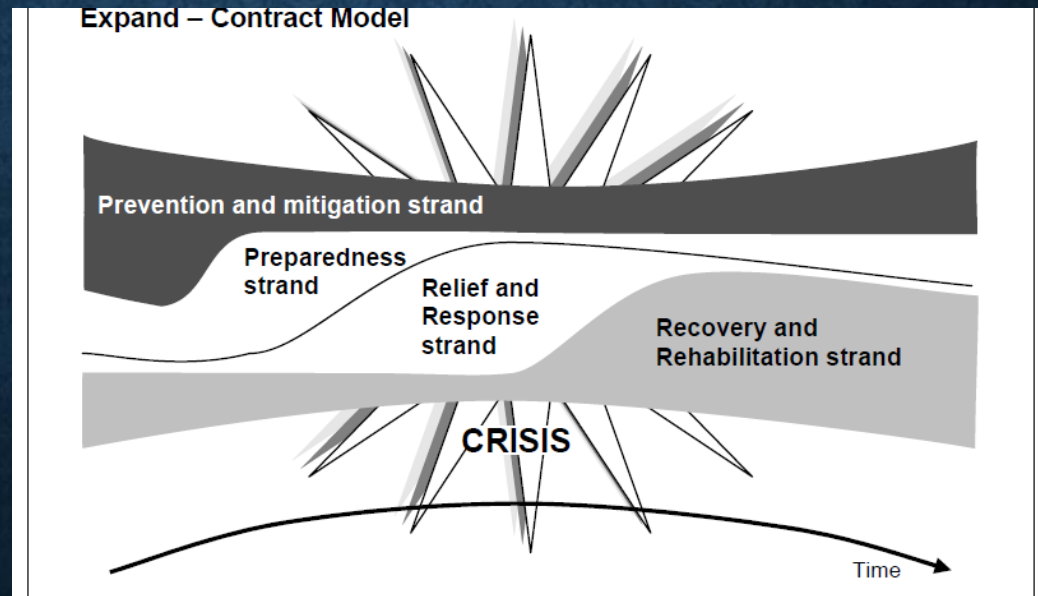 Expand – Contract Model
Prevention and mitigation strand
Preparedness
strand
Relief and
Response
strand
Recovery and
Rehabilitation strand
CRISIS
Time